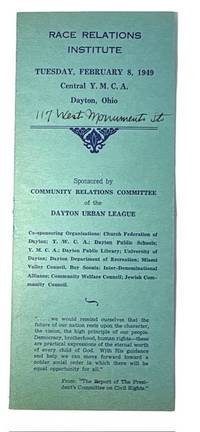 RACE RELATIONS
INSTITUTE
TUESDAY, FEBRUARY 8, 1949
Central Y. M. C. A.
Dayton, Ohio
117 West Monument St
Sponsored by
COMMUNITY RELATIONS COMMITTEE
of the
DAYTON URBAN LEAGUE
Co-sponsoring Organizations: Church Federation of
Dayton; Y. W. C. A.; Dayton Public Schools;
Y. M. C. A.; Dayton Public Library; University of
Dayton; Dayton Department of Recreation; Miami
Valley Council, Boy Scouts; Inter-Denominational
Alliance; Community Welfare Council; Jewish Com-
munity Council.
". . . . we would remind ourselves that the
future of our nation rests upon the character,
the vision, the high principle of our people.
Democracy, brotherhood, human rights—these
are practical expressions of the eternal worth
of every child of God. With His guidance
and help we can move forward toward a
nobler social order in which there will be
equal opportunity for all."
From: "The Report of The Presi-
dent's Committee on Civil Rights."